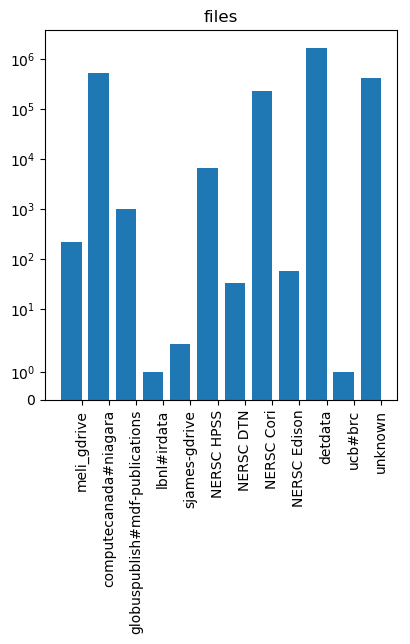 files
10^6
10^5
10^4
10^3
10^2
10^1
10^0
0
meli_gdrive
computecanada#niagara
globuspublish#mdf-publications
lbnl#irdata
sjames-gdrive
NERSC HPSS
NERSC DTN
NERSC Cori
NERSC Edison
detdata
ucb#brc
unknown